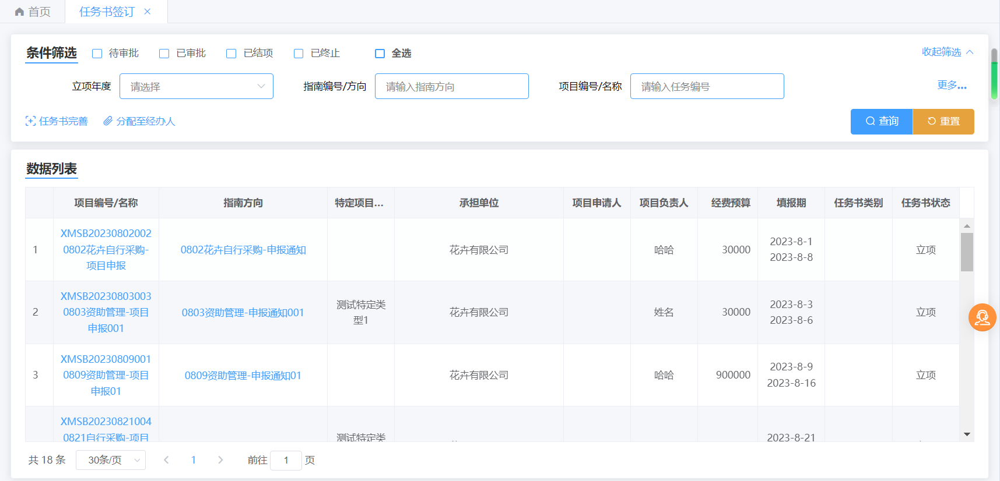 首页 任务书签订
条件筛选 待审批 已审批 已结项 已终止 全选 收起筛选
立项年度 请选择 指南编号/方向 请输入指南方向 项目编号/名称 请输入任务编号 更多...
任务书完善 分配至经办人 查询 重置
数据列表
项目编号/名称 指南方向 特定项目... 承担单位 项目申请人 项目负责人 经费预算 填报期 任务书类别 任务书状态
1 XMSB20230802002 0802花卉自行采购-项目申报 0802花卉自行采购-申报通知 花卉有限公司 哈哈 30000 2023-8-1 2023-8-8 立项
2 XMSB20230803003 0803资助管理-项目申报001 0803资助管理-申报通知001 测试特定类型1 花卉有限公司 姓名 30000 2023-8-3 2023-8-6 立项
3 XMSB20230809001 0809资助管理-项目申报01 0809资助管理-申报通知01 花卉有限公司 哈哈 900000 2023-8-9 2023-8-16 立项
XMSB20230821004 0821自行采购-项目 测试特定类 2023-8-21
共 18 条 30条/页 1 前往 1 页